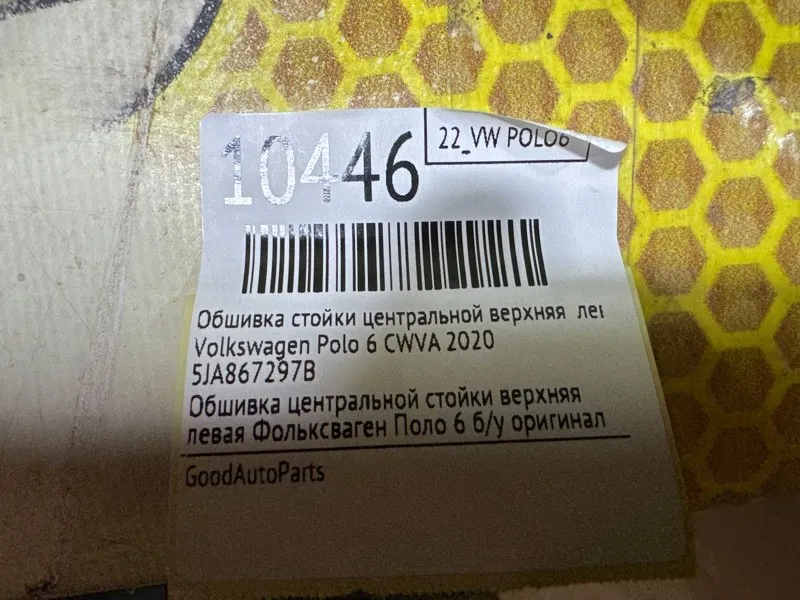 10446
22_VW POLO6
Обшивка стойки центральной верхняя лев
Volkswagen Polo 6 CWVA 2020
5JA867297B
Обшивка центральной стойки верхняя
левая Фольксваген Поло 6 б/у оригинал
GoodAutoParts